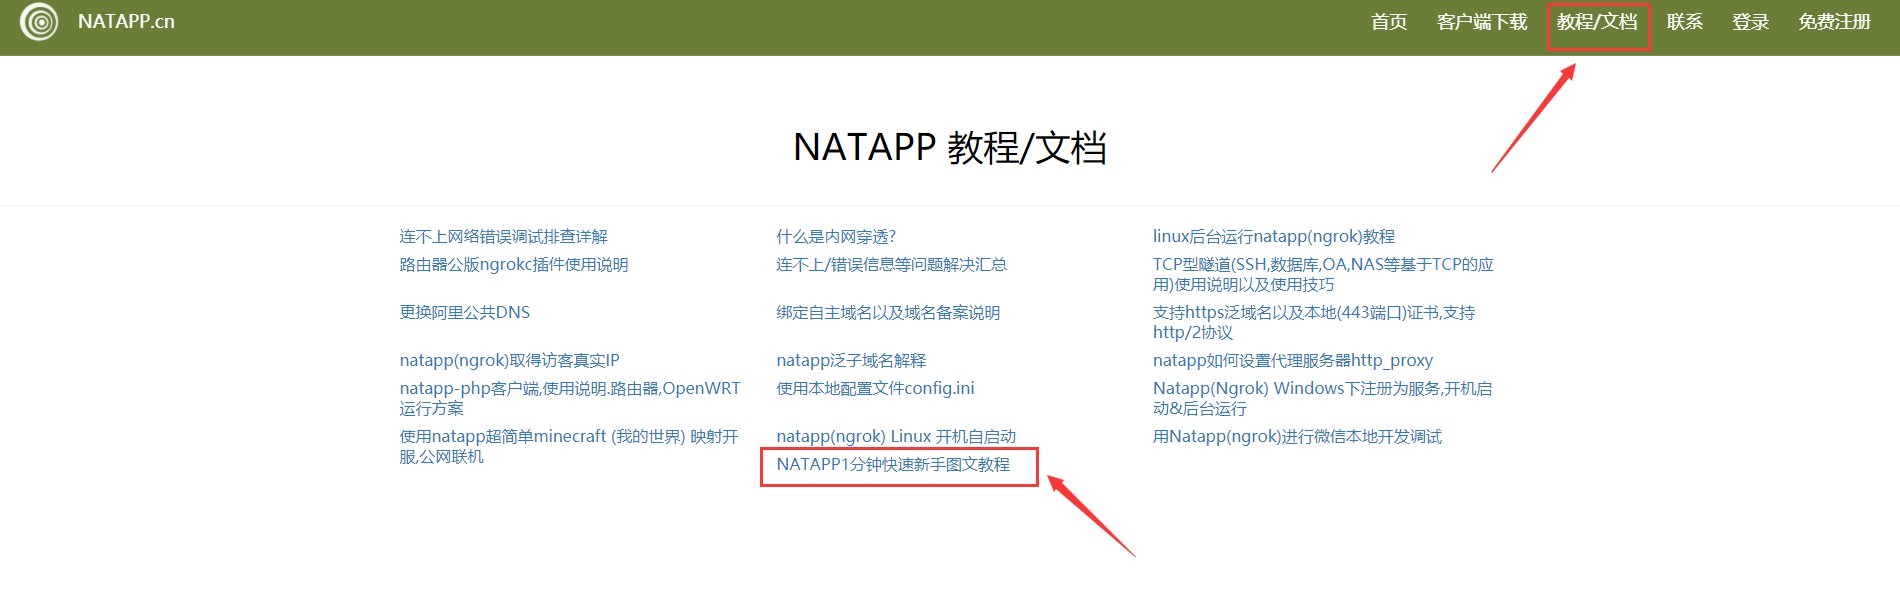 NATAPP.cn 首页 客户端下载 教程/文档 联系 登录 免费注册
NATAPP 教程/文档
连不上网络错误调试排查详解
什么是内网穿透?
linux后台运行natapp(ngrok)教程
路由器公版ngrokc插件使用说明
连不上/错误信息等问题解决汇总
TCP型隧道(SSH,数据库,OA,NAS等基于TCP的应
用)使用说明以及使用技巧
更换阿里公共DNS
绑定自主域名以及域名备案说明
支持https泛域名以及本地(443端口)证书,支持
http/2协议
natapp(ngrok)取得访客真实IP
natapp泛子域名解释
natapp如何设置代理服务器http_proxy
natapp-php客户端,使用说明.路由器,OpenWRT
运行方案
使用本地配置文件config.ini
Natapp(Ngrok) Windows下注册为服务,开机启
动&后台运行
使用natapp超简单minecraft (我的世界) 映射开
服,公网联机
natapp(ngrok) Linux 开机自启动
用Natapp(ngrok)进行微信本地开发调试
NATAPP1分钟快速新手图文教程